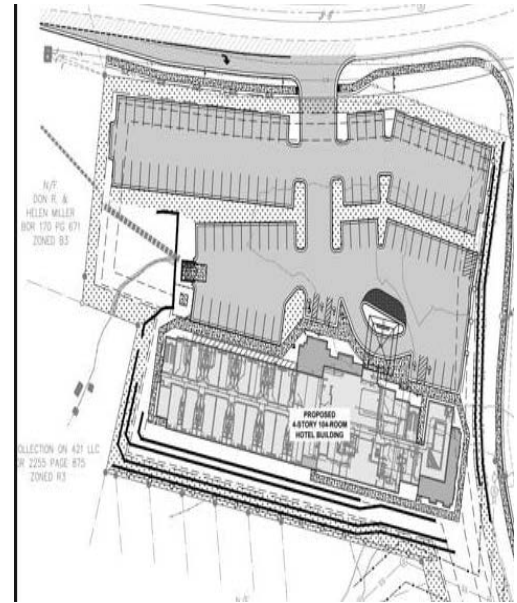 N/F
DON R. &
HELEN MILLER
BOR 170 PG 671
ZONED B3
PROPOSED
4-STORY 104-ROOM
HOTEL BUILDING
OLLECTION ON 421 LLC
OR 2255 PAGE 875
ZONED R3
N/F